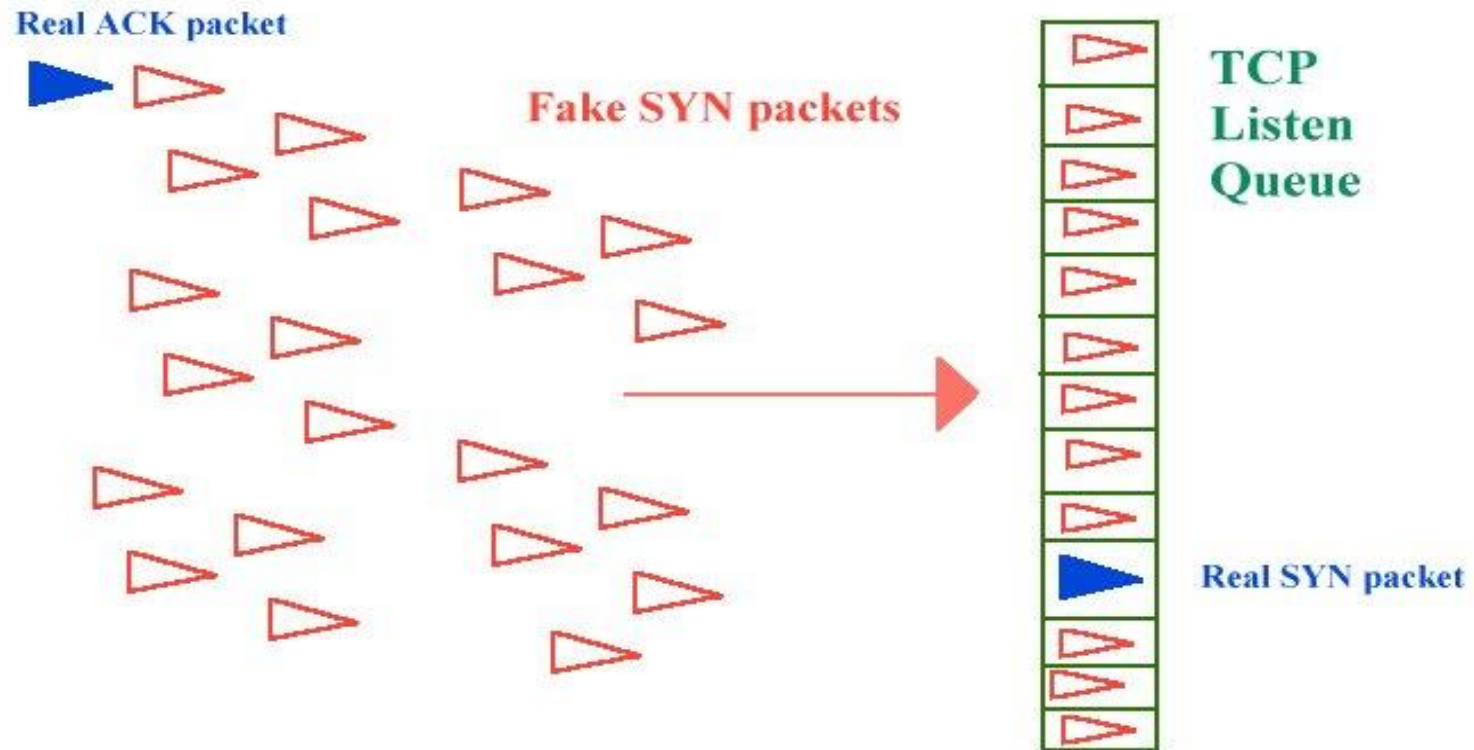 Real ACK packet
Fake SYN packets
TCP
Listen
Queue
Real SYN packet